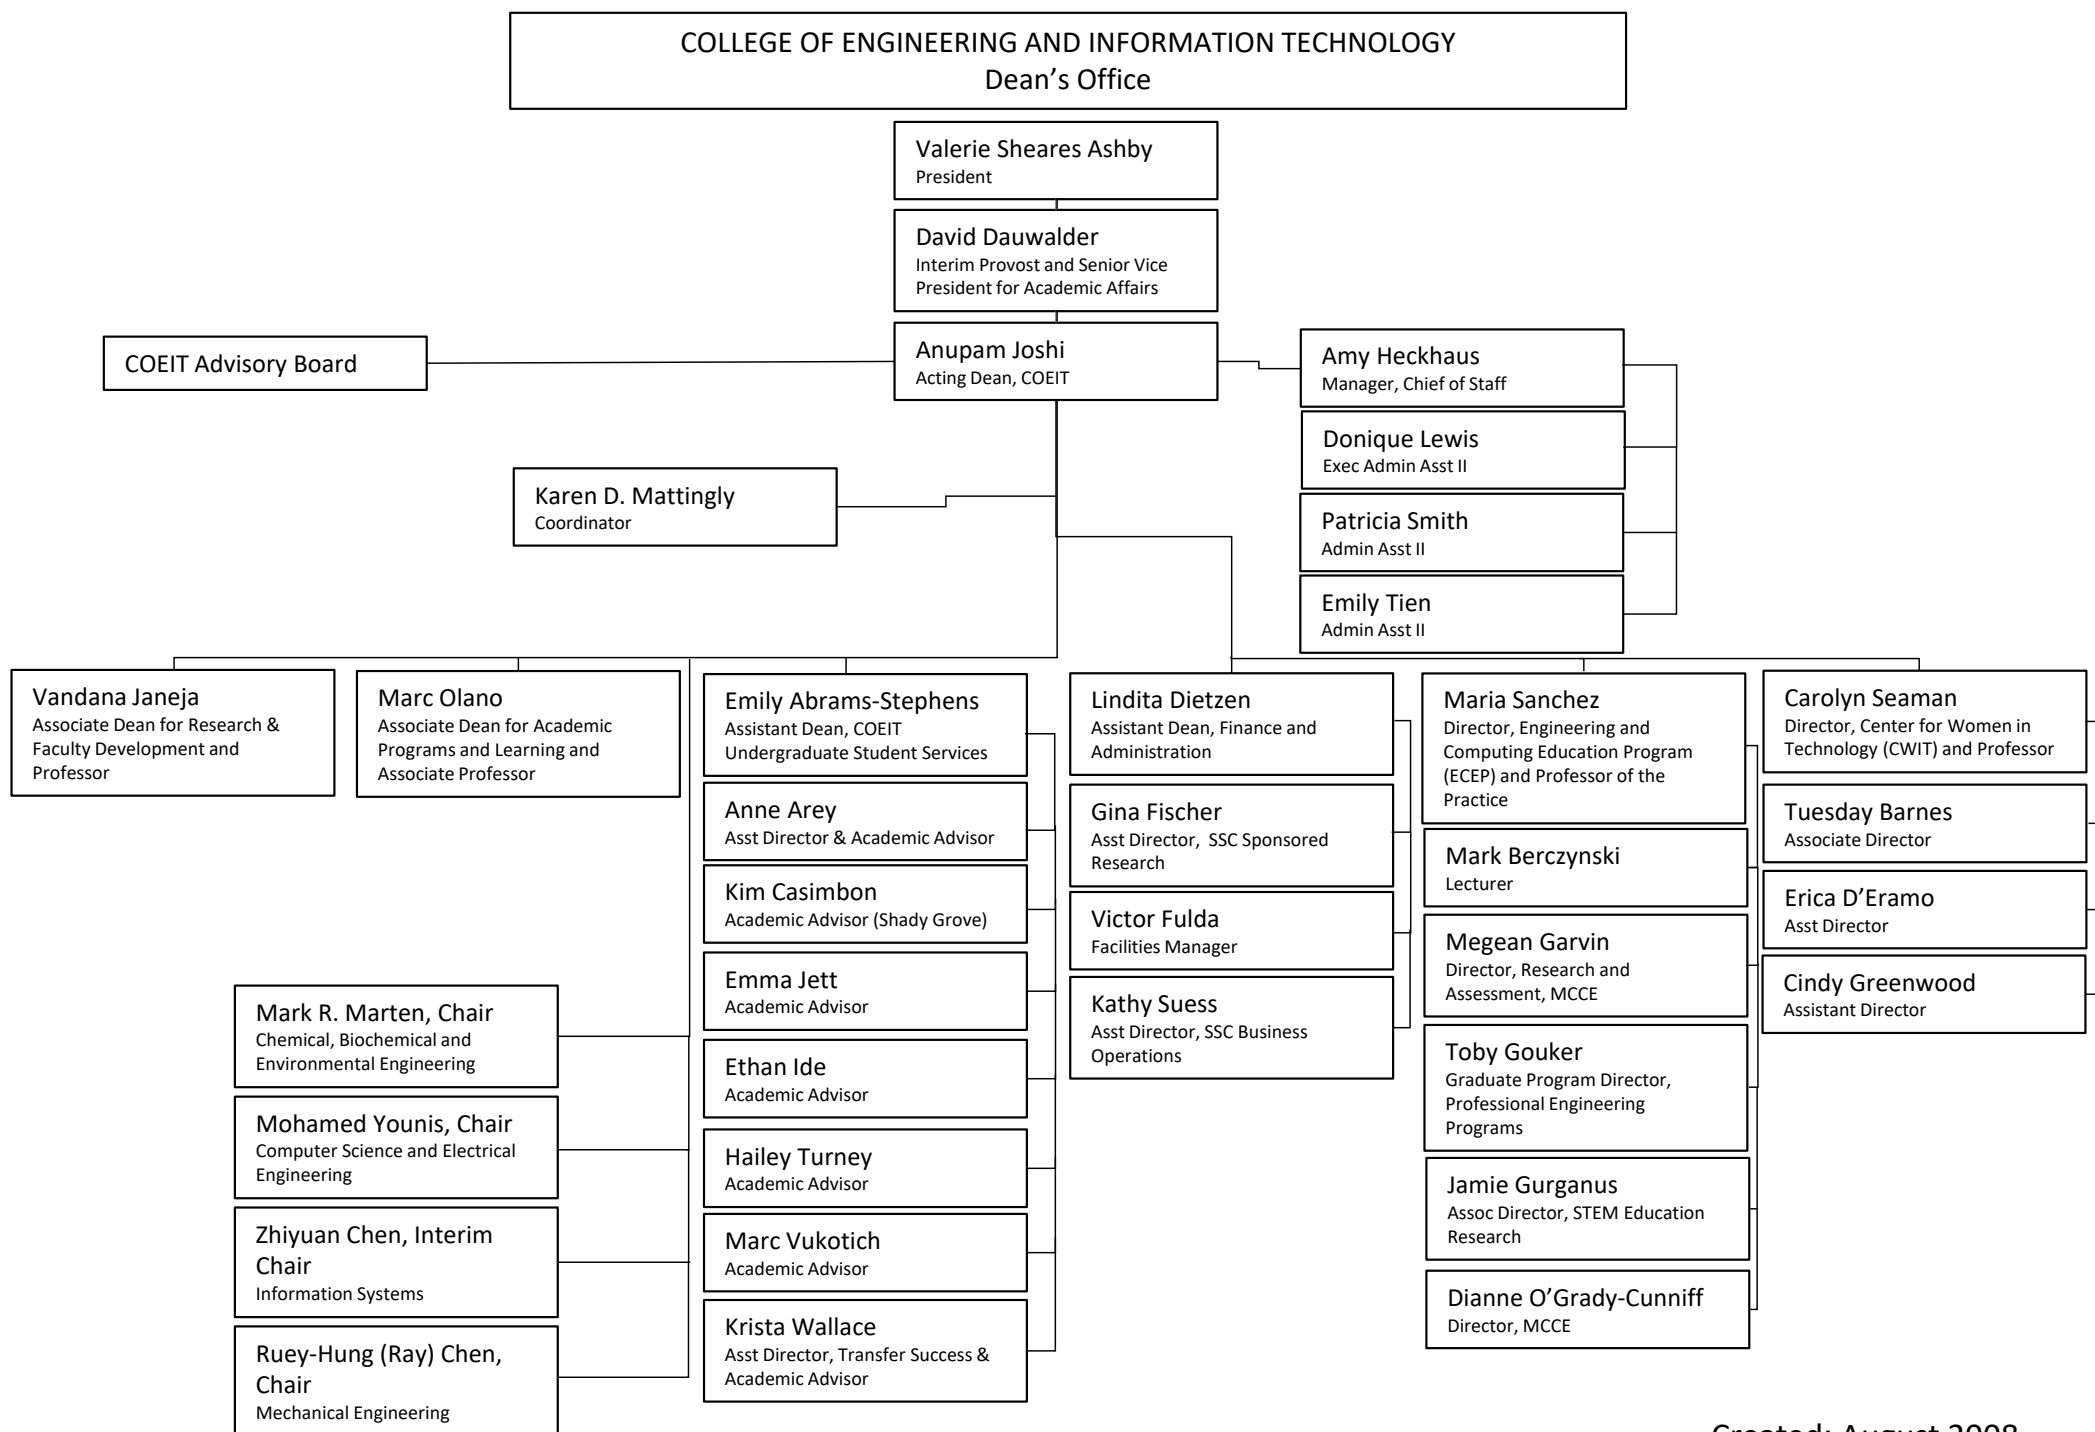 COLLEGE OF ENGINEERING AND INFORMATION TECHNOLOGY
Dean’s Office
Valerie Sheares Ashby
President
David Dauwalder
Interim Provost and Senior Vice
President for Academic Affairs
COEIT Advisory Board
Anupam Joshi
Acting Dean, COEIT
Amy Heckhaus
Manager, Chief of Staff
Donique Lewis
Exec Admin Asst II
Karen D. Mattingly
Coordinator
Patricia Smith
Admin Asst II
Emily Tien
Admin Asst II
Vandana Janeja
Associate Dean for Research &
Faculty Development and
Professor
Marc Olano
Associate Dean for Academic
Programs and Learning and
Associate Professor
Mark R. Marten, Chair
Chemical, Biochemical and
Environmental Engineering
Mohamed Younis, Chair
Computer Science and Electrical
Engineering
Zhiyuan Chen, Interim
Chair
Information Systems
Ruey-Hung (Ray) Chen,
Chair
Mechanical Engineering
Emily Abrams-Stephens
Assistant Dean, COEIT
Undergraduate Student Services
Anne Arey
Asst Director & Academic Advisor
Kim Casimbon
Academic Advisor (Shady Grove)
Emma Jett
Academic Advisor
Ethan Ide
Academic Advisor
Hailey Turney
Academic Advisor
Marc Vukotich
Academic Advisor
Krista Wallace
Asst Director, Transfer Success &
Academic Advisor
Lindita Dietzen
Assistant Dean, Finance and
Administration
Gina Fischer
Asst Director,  SSC Sponsored
Research
Victor Fulda
Facilities Manager
Kathy Suess
Asst Director, SSC Business
Operations
Maria Sanchez
Director, Engineering and
Computing Education Program
(ECEP) and Professor of the
Practice
Mark Berczynski
Lecturer
Megean Garvin
Director, Research and
Assessment, MCCE
Toby Gouker
Graduate Program Director,
Professional Engineering
Programs
Jamie Gurganus
Assoc Director, STEM Education
Research
Dianne O’Grady-Cunniff
Director, MCCE
Carolyn Seaman
Director, Center for Women in
Technology (CWIT) and Professor
Tuesday Barnes
Associate Director
Erica D’Eramo
Asst Director
Cindy Greenwood
Assistant Director
Created: August 2008